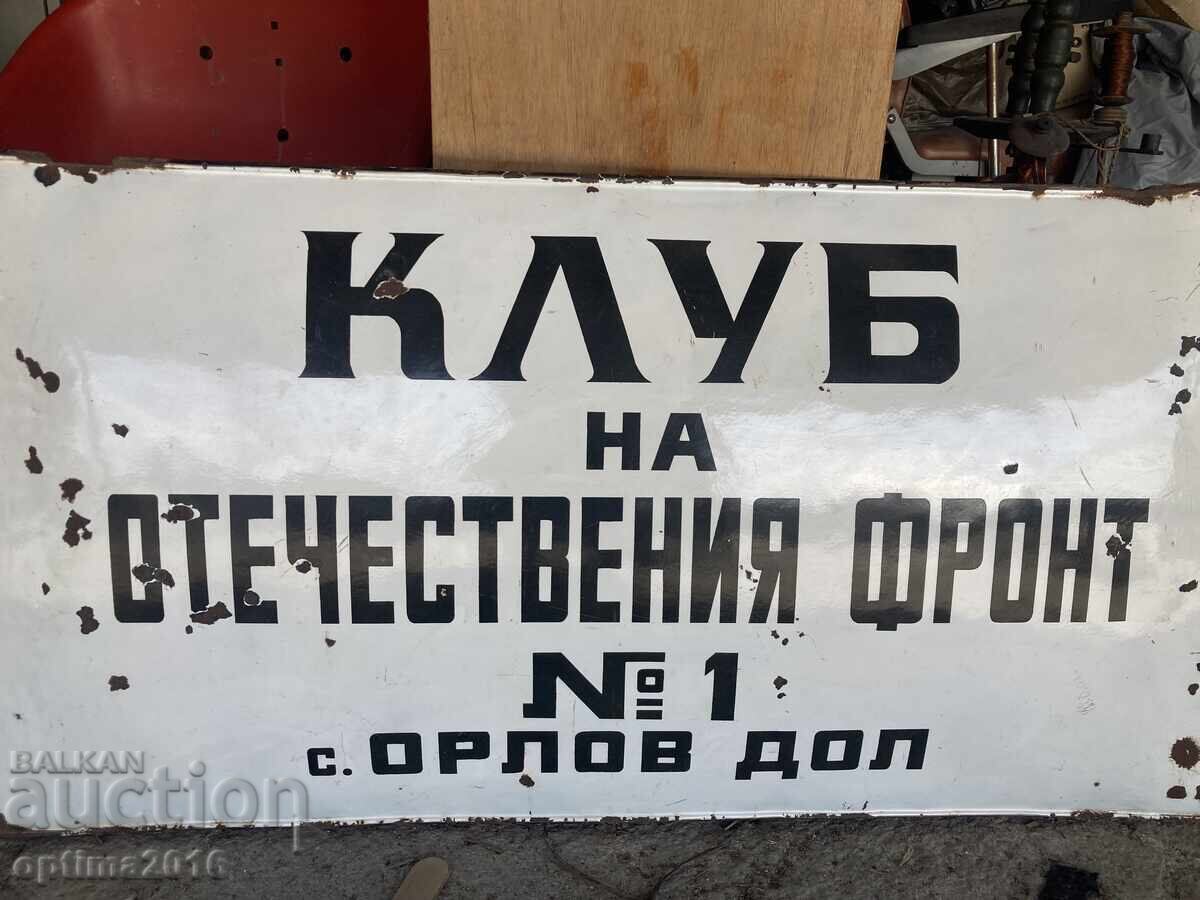 КЛУБ
НА
ОТЕЧЕСТВЕНИЯ ФРОНТ
№ 1
с. ОРЛОВ ДОЛ
BALKAN
auction
optima2016